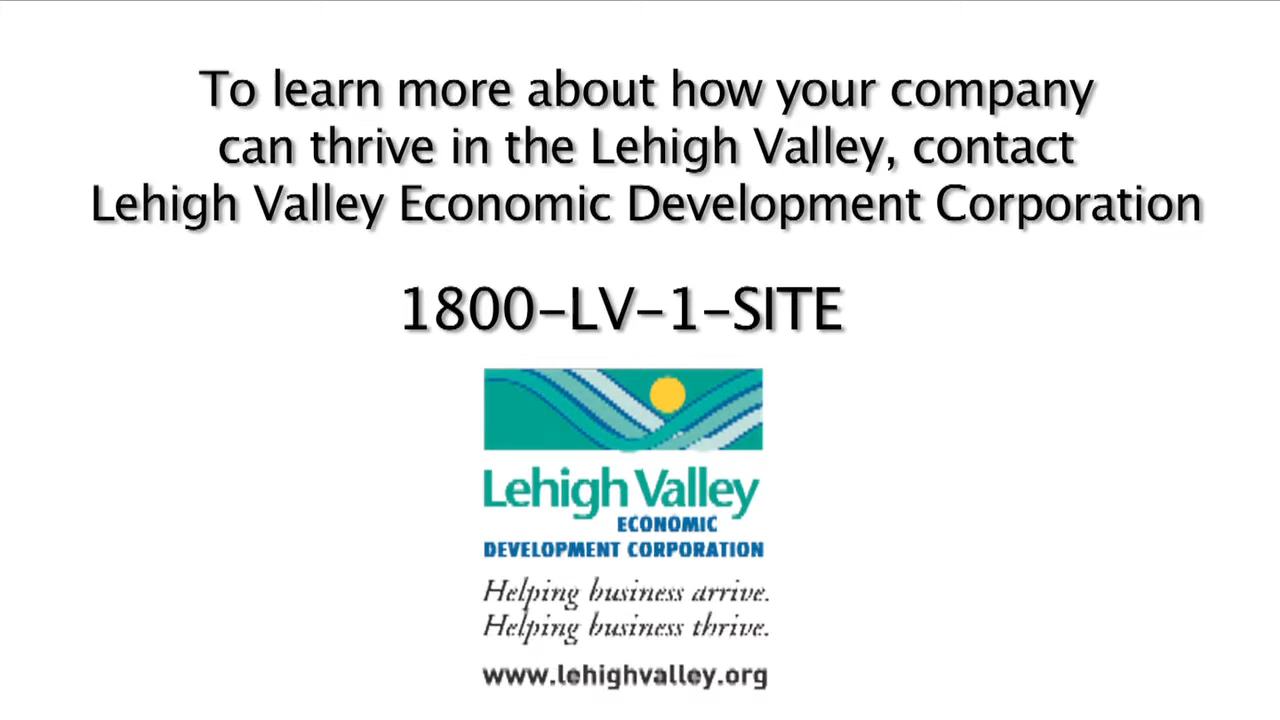 To learn more about how your company
can thrive in the Lehigh Valley, contact
Lehigh Valley Economic Development Corporation
1800-LV-1-SITE
Lehigh Valley
ECONOMIC
DEVELOPMENT CORPORATION
Helping business arrive.
Helping business thrive.
www.lehighvalley.org